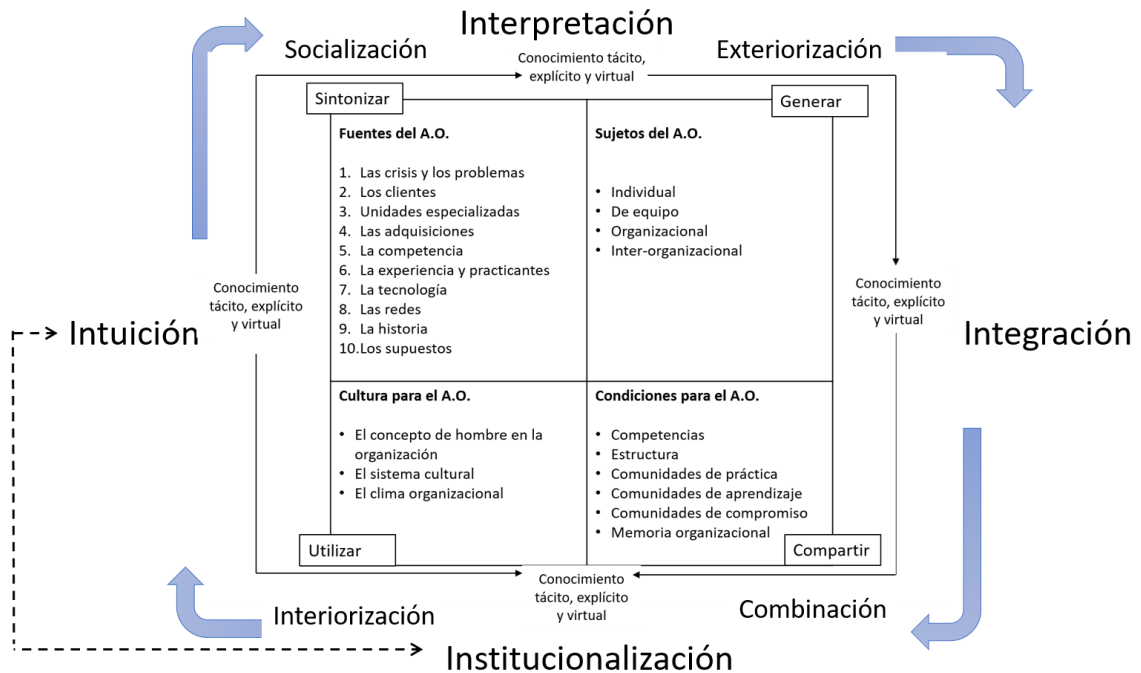 Interpretación
Socialización
Exteriorización
Conocimiento tácito,
explícito y virtual
Sintonizar
Generar
Fuentes del A.O.
1. Las crisis y los problemas
2. Los clientes
3. Unidades especializadas
4. Las adquisiciones
5. La competencia
6. La experiencia y practicantes
7. La tecnología
8. Las redes
9. La historia
10.Los supuestos
Sujetos del A.O.
• Individual
• De equipo
• Organizacional
• Inter-organizacional
Conocimiento
tácito, explícito
y virtual
Conocimiento
tácito, explícito
y virtual
Intuición
Integración
Cultura para el A.O.
• El concepto de hombre en la
organización
• El sistema cultural
• El clima organizacional
Condiciones para el A.O.
• Competencias
• Estructura
• Comunidades de práctica
• Comunidades de aprendizaje
• Comunidades de compromiso
• Memoria organizacional
Utilizar
Compartir
Conocimiento
tácito, explícito
y virtual
Interiorización
Combinación
Institucionalización